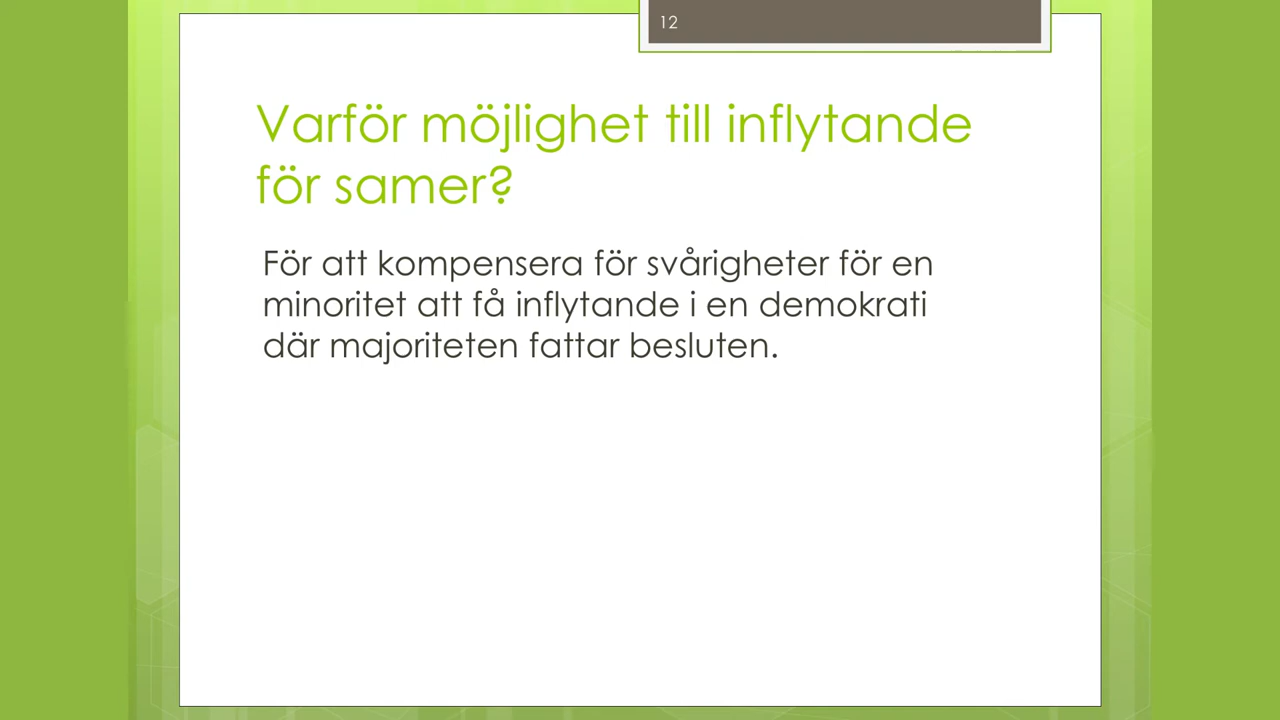 12
Varför möjlighet till inflytande
för samer?
För att kompensera för svårigheter för en
minoritet att få inflytande i en demokrati
där majoriteten fattar besluten.